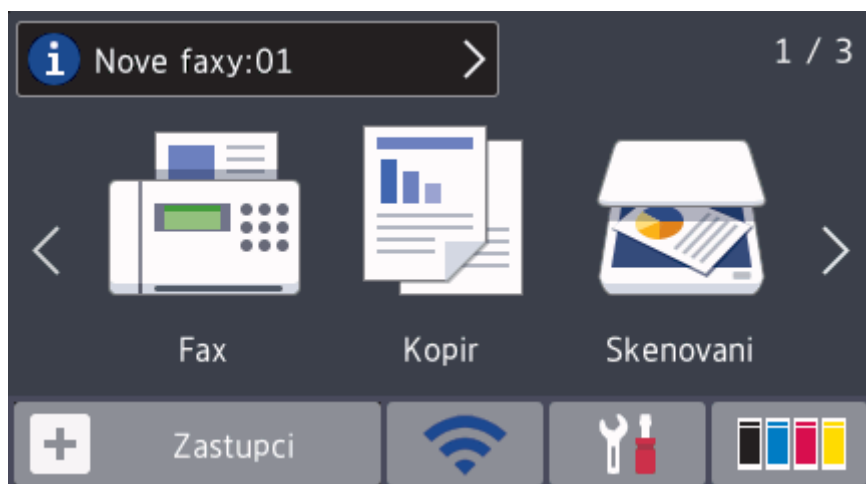 Nove faxy:01
1 / 3
Fax
Kopir
Skenovani
Zastupci